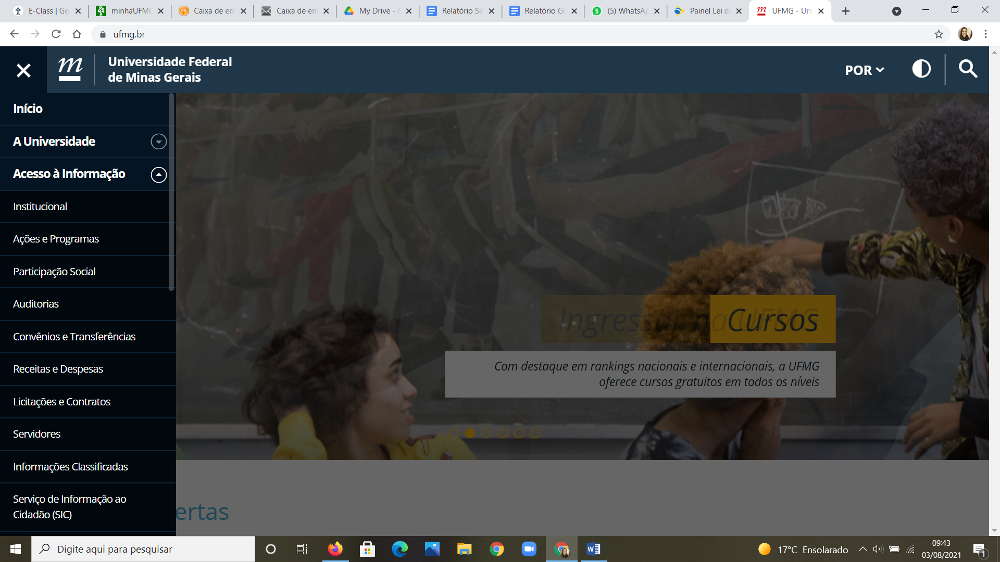 E-Class | Ge
minhaUFMG
Caixa de en
Caixa de en
My Drive -
Relatório Se
Relatório Ge
(5) WhatsAp
Painel Lei d
UFMG - Uni
ufmg.br
Universidade Federal
de Minas Gerais
POR
Início
A Universidade
Acesso à Informação
Institucional
Ações e Programas
Participação Social
Auditorias
Convênios e Transferências
Receitas e Despesas
Licitações e Contratos
Servidores
Informações Classificadas
Serviço de Informação ao
Cidadão (SIC)
Ingressar na UFMG
Cursos
Com destaque em rankings nacionais e internacionais, a UFMG
oferece cursos gratuitos em todos os níveis
ertas
Digite aqui para pesquisar
17°C Ensolarado
09:43
03/08/2021
1